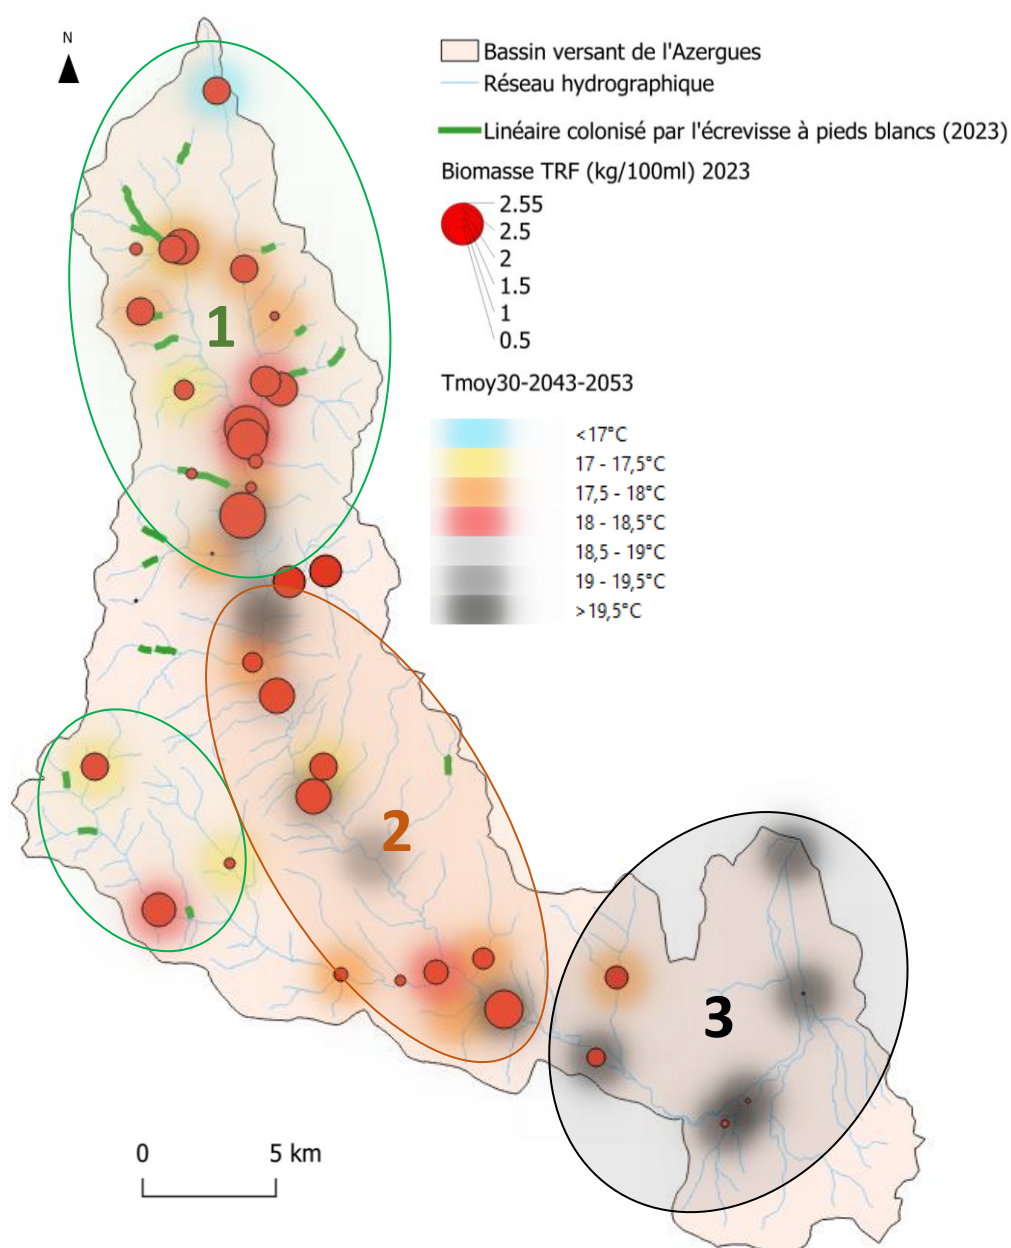 N
Bassin versant de l'Azergues
Réseau hydrographique
Linéaire colonisé par l'écrevisse à pieds blancs (2023)
Biomasse TRF (kg/100ml) 2023
2.55
2.5
2
1.5
1
0.5
Tmoy30-2043-2053
<17°C
17 - 17,5°C
17,5 - 18°C
18 - 18,5°C
18,5 - 19°C
19 - 19,5°C
>19,5°C
1
2
3
0 5 km